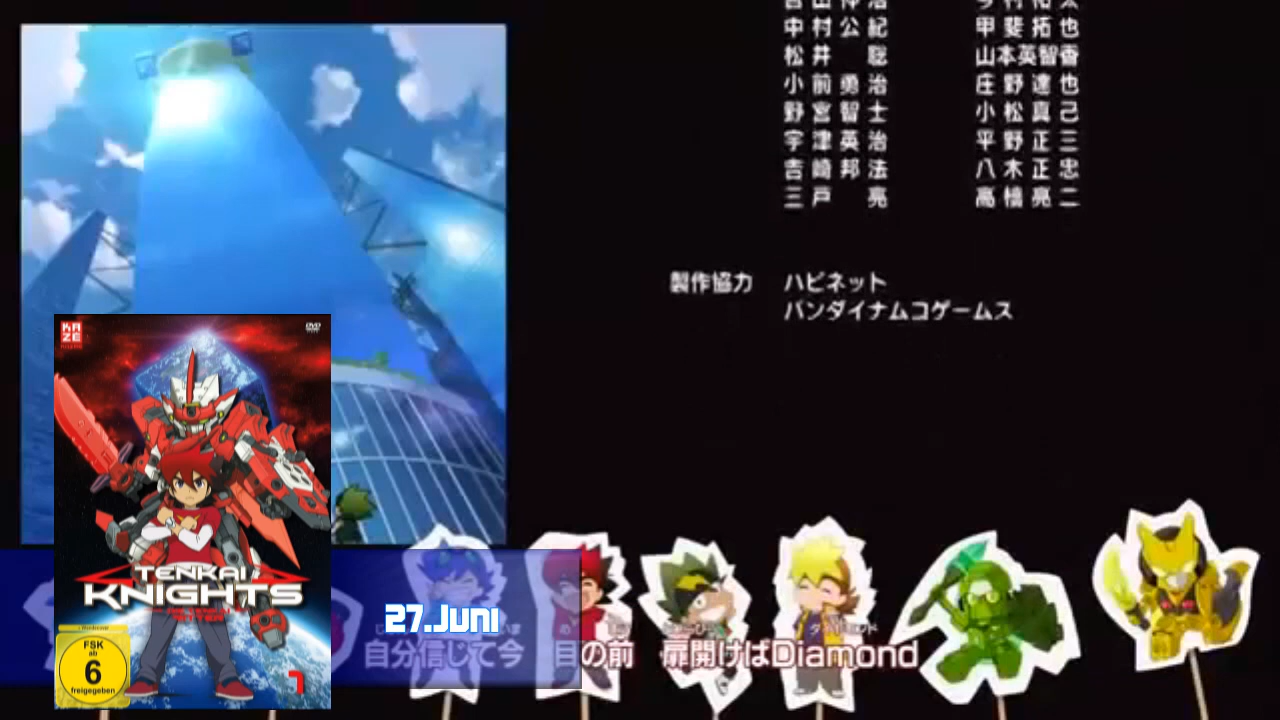 中村公紀　甲斐拓也
松井　聡　山本英智香
小前勇治　庄野達也
野宮智士　小松真己
宇津英治　平野正三
吉崎邦法　八木正忠
三戸　亮　高橋亮二
製作協力　ハピネット
バンダイナムコゲームス
KAZE
DVD
TENKAI
KNIGHTS
FSK
ab
6
freigegeben
1
27.Juni
自分信じて今　目の前　扉開けばDiamond